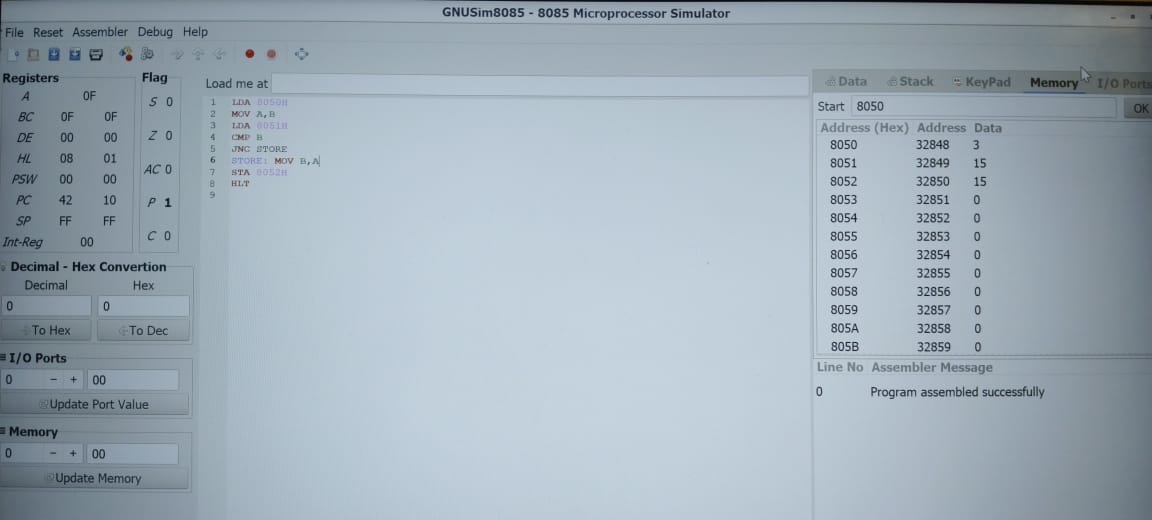 GNUSim8085 - 8085 Microprocessor Simulator
File Reset Assembler Debug Help
Registers
A 0F
BC 0F 0F
DE 00 00
HL 08 01
PSW 00 00
PC 42 10
SP FF FF
Int-Reg 00
Flag
S 0
Z 0
AC 0
P 1
C 0
Decimal - Hex Convertion
Decimal Hex
0 0
To Hex To Dec
I/O Ports
0 - + 00
Update Port Value
Memory
0 - + 00
Update Memory
Load me at
1 LDA 8050H
2 MOV A,B
3 LDA 8051H
4 CMP B
5 JNC STORE
6 STORE: MOV B,A
7 STA 8052H
8 HLT
9
Data Stack KeyPad Memory I/O Ports
Start 8050 OK
Address (Hex) Address Data
8050 32848 3
8051 32849 15
8052 32850 15
8053 32851 0
8054 32852 0
8055 32853 0
8056 32854 0
8057 32855 0
8058 32856 0
8059 32857 0
805A 32858 0
805B 32859 0
Line No Assembler Message
0 Program assembled successfully